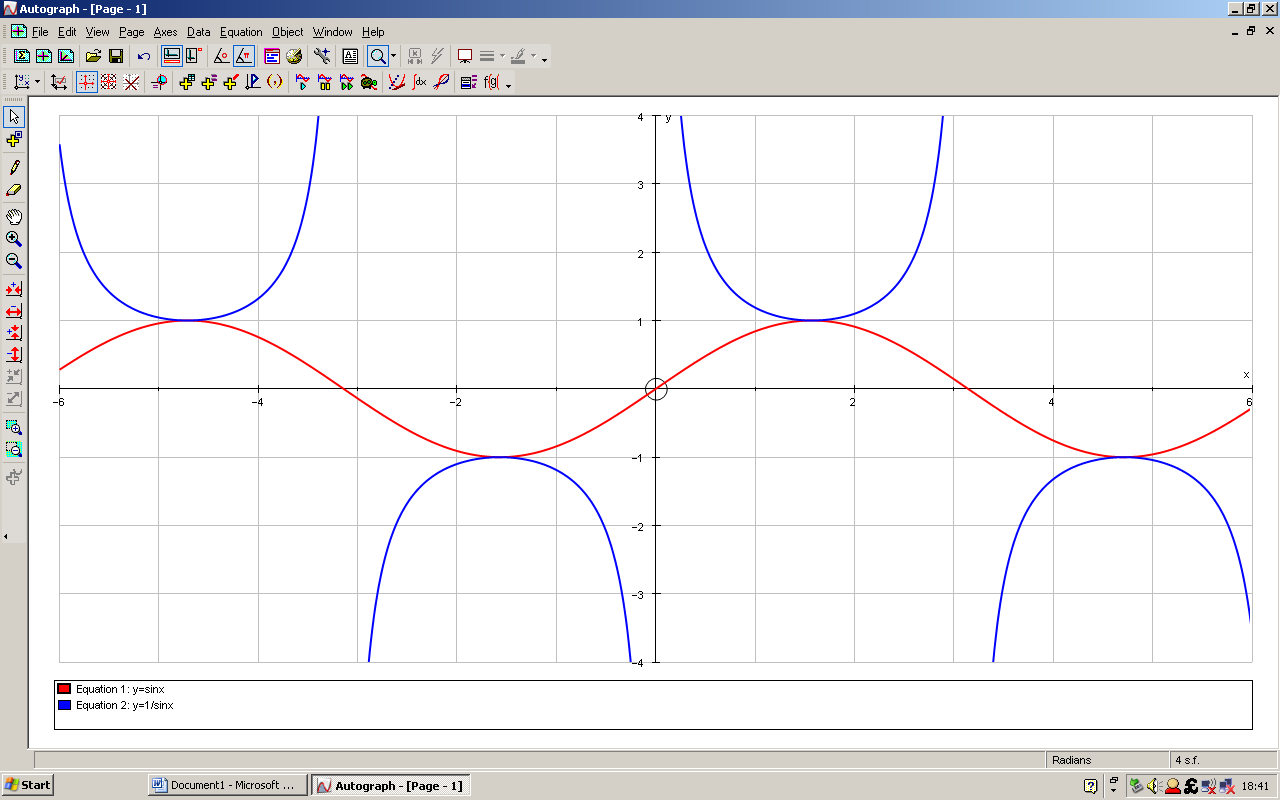 Autograph - [Page - 1]
File Edit View Page Axes Data Equation Object Window Help
∫dx f(g(
4 y
3
2
1
x
-6 -4 -2 2 4 6
-1
-2
-3
-4
Equation 1: y=sinx
Equation 2: y=1/sinx
Radians 4 s.f.
Start Document1 - Microsoft ... Autograph - [Page - 1] 18:41